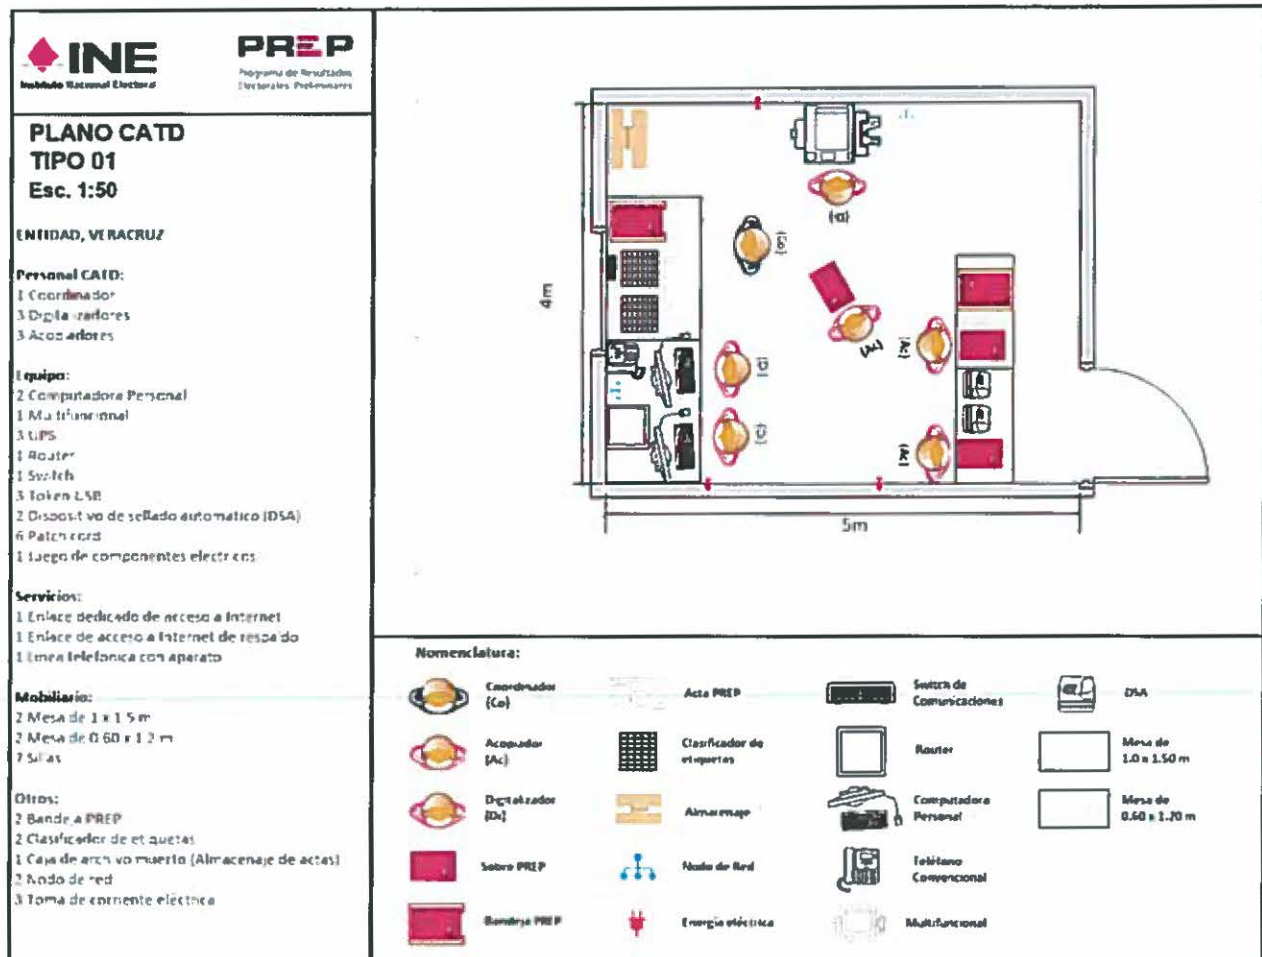 INE
Instituto Nacional Electoral
PREP
Programa de Resultados
Electorales Preliminares
PLANO CATD
TIPO 01
Esc. 1:50
ENTIDAD, VERACRUZ
Personal CATD:
1 Coordinador
3 Digitalizadores
3 Acopiadores
Equipo:
2 Computadora Personal
1 Multifuncional
3 UPS
1 Router
1 Switch
3 Token USB
2 Dispositivo de sellado automatico (DSA)
6 Patch cord
1 Juego de componentes electricos
Servicios:
1 Enlace dedicado de acceso a Internet
1 Enlace de acceso a Internet de respaldo
1 Linea telefonica con aparato
Mobiliario:
2 Mesa de 1 x 1.5 m
2 Mesa de 0.60 x 1.2 m
7 Sillas
Otros:
2 Bandeja PREP
2 Clasificador de etiquetas
1 Caja de archivo muerto (Almacenaje de actas)
2 Nodo de red
3 Toma de corriente eléctrica
4m
(Co)
(Ac)
(Ac)
(Ac)
5m
Nomenclatura:
Coordinador
(Co)
Acopiador
(Ac)
Digitalizador
(Di)
Sobre PREP
Bandeja PREP
Acta PREP
Clasificador de
etiquetas
Almacenaje
Nodo de Red
Energía eléctrica
Switch de
Comunicaciones
Router
Computadora
Personal
Teléfono
Convencional
Multifuncional
DSA
Mesa de
1.0 x 1.50 m
Mesa de
0.60 x 1.20 m